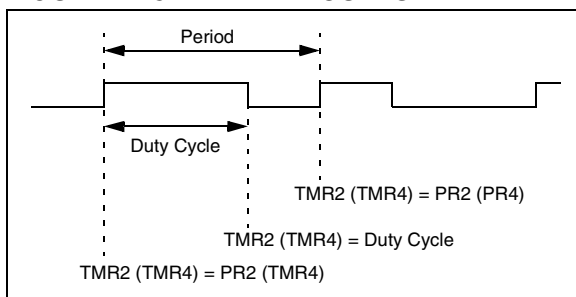 Period
Duty Cycle
TMR2 (TMR4) = PR2 (PR4)
TMR2 (TMR4) = Duty Cycle
TMR2 (TMR4) = PR2 (TMR4)